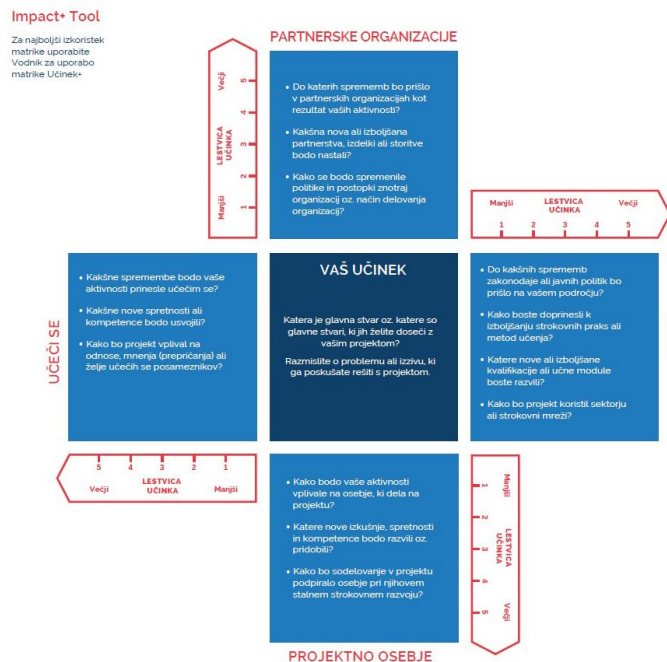 Impact+ Tool
Za najboljši izkoristek
matrike uporabite
Vodnik za uporabo
matrike Učinek+
PARTNERSKE ORGANIZACIJE
Večji
5
4
LESTVICA
UČINKA
3
2
Manjši
1
• Do katerih sprememb bo prišlo
v partnerskih organizacijah kot
rezultat vaših aktivnosti?
• Kakšna nova ali izboljšana
partnerstva, izdelki ali storitve
bodo nastali?
• Kako se bodo spremenile
politike in postopki znotraj
organizacij oz. način delovanja
organizacij?
Manjši LESTVICA UČINKA Večji
1 2 3 4 5
UČEČI SE
• Kakšne spremembe bodo vaše
aktivnosti prinesle učečim se?
• Kakšne nove spretnosti ali
kompetence bodo usvojili?
• Kako bo projekt vplival na
odnose, mnenja (prepričanja) ali
želje učečih se posameznikov?
VAŠ UČINEK
Katera je glavna stvar oz. katere so
glavne stvari, ki jih želite doseči z
vašim projektom?
Razmislite o problemu ali izzivu, ki
ga poskušate rešiti s projektom.
• Do kakšnih sprememb
zakonodaje ali javnih politik bo
prišlo na vašem področju?
• Kako boste doprinesli k
izboljšanju strokovnih praks ali
metod učenja?
• Katere nove ali izboljšane
kvalifikacije ali učne module
boste razvili?
• Kako bo projekt koristil sektorju
ali strokovni mreži?
5 4 3 2 1
Večji LESTVICA UČINKA Manjši
• Kako bodo vaše aktivnosti
vplivale na osebje, ki dela na
projektu?
• Katere nove izkušnje, spretnosti
in kompetence bodo razvili oz.
pridobili?
• Kako bo sodelovanje v projektu
podpiralo osebje pri njihovem
stalnem strokovnem razvoju?
Manjši
1
2
LESTVICA
UČINKA
3
4
Večji
5
PROJEKTNO OSEBJE